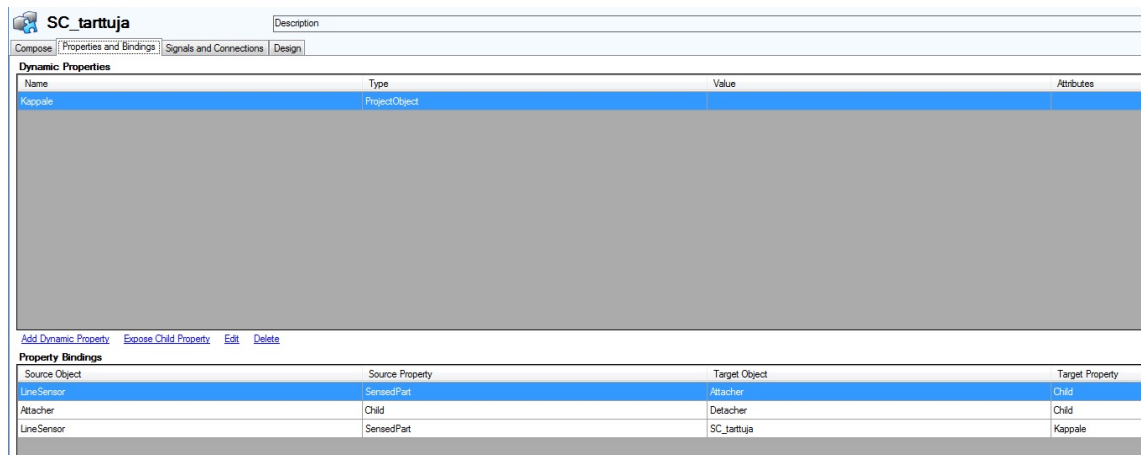 SC_tarttuja Description
Compose Properties and Bindings Signals and Connections Design
Dynamic Properties
Name Type Value Attributes
Kappale ProjectObject
Add Dynamic Property Expose Child Property Edit Delete
Property Bindings
Source Object Source Property Target Object Target Property
LineSensor SensedPart Attacher Child
Attacher Child Detacher Child
LineSensor SensedPart SC_tarttuja Kappale